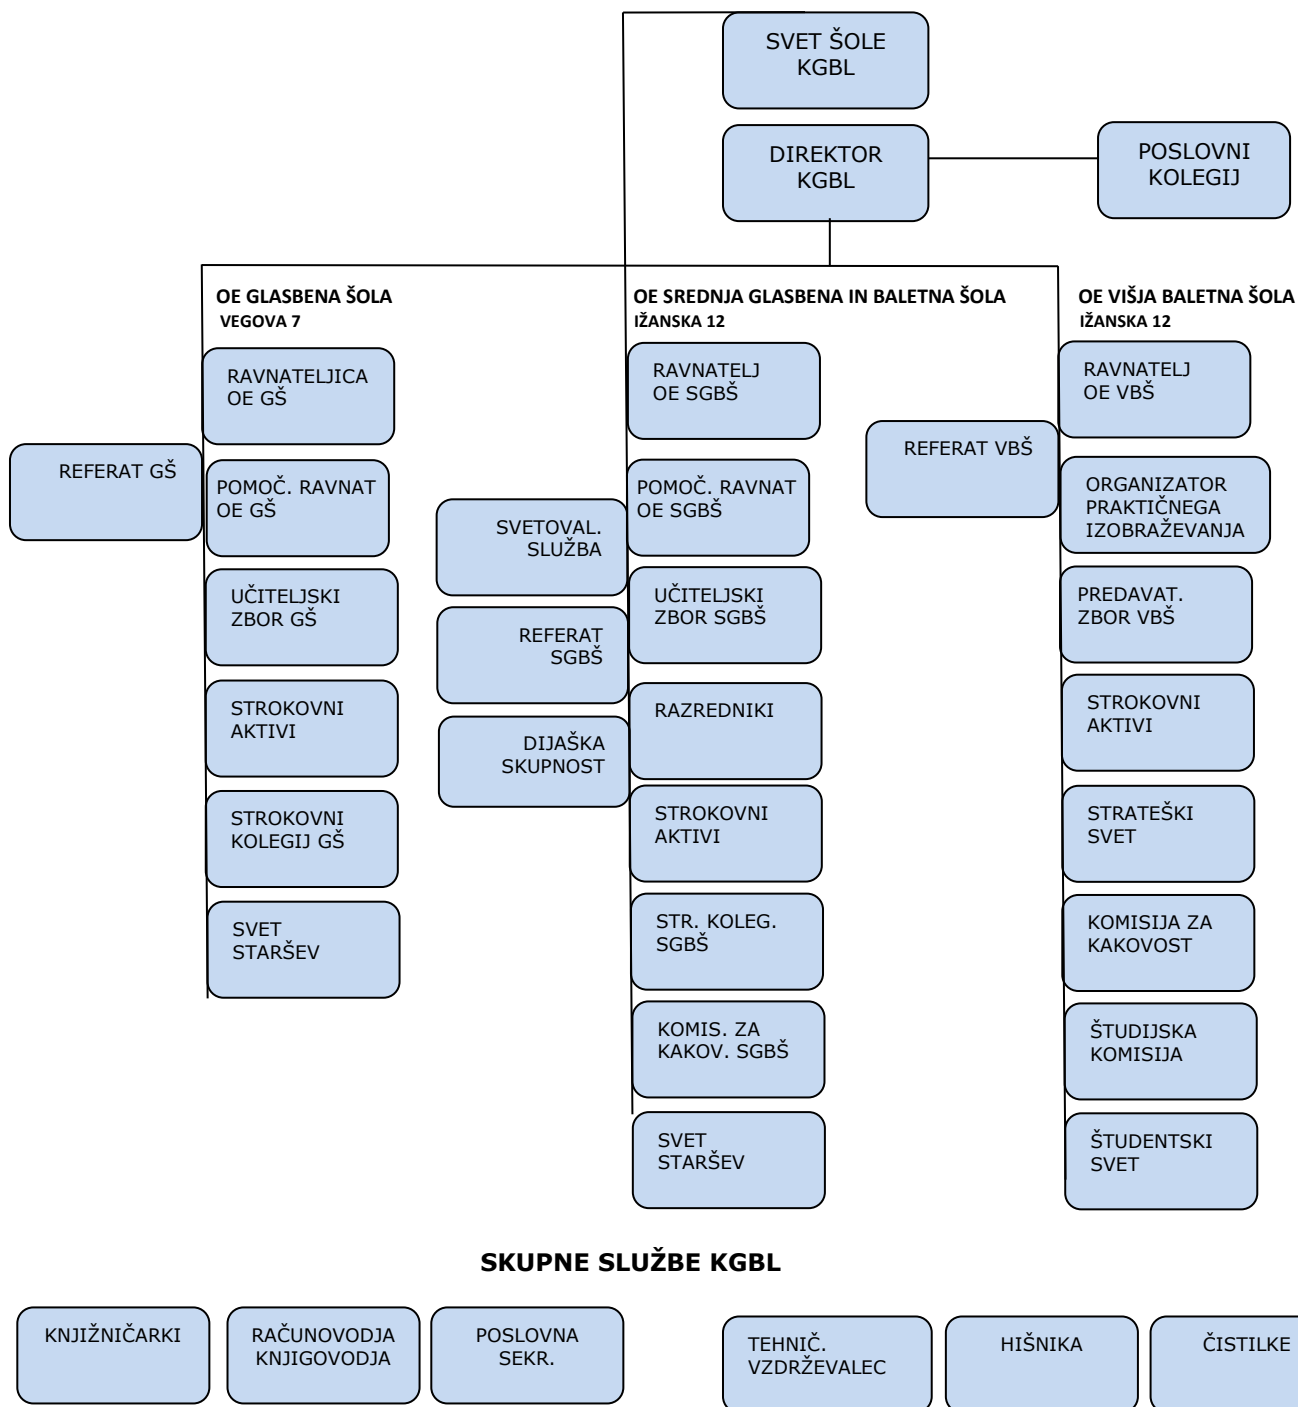 SVET ŠOLE
KGBL
DIREKTOR
KGBL
POSLOVNI
KOLEGIJ
OE GLASBENA ŠOLA
VEGOVA 7
RAVNATELJICA
OE GŠ
REFERAT GŠ
POMOČ. RAVNAT
OE GŠ
UČITELJSKI
ZBOR GŠ
STROKOVNI
AKTIVI
STROKOVNI
KOLEGIJ GŠ
SVET
STARŠEV
OE SREDNJA GLASBENA IN BALETNA ŠOLA
IŽANSKA 12
RAVNATELJ
OE SGBŠ
POMOČ. RAVNAT
OE SGBŠ
SVETOVAL.
SLUŽBA
UČITELJSKI
ZBOR SGBŠ
REFERAT
SGBŠ
RAZREDNIKI
DIJAŠKA
SKUPNOST
STROKOVNI
AKTIVI
STR. KOLEG.
SGBŠ
KOMIS. ZA
KAKOV. SGBŠ
SVET
STARŠEV
OE VIŠJA BALETNA ŠOLA
IŽANSKA 12
RAVNATELJ
OE VBŠ
REFERAT VBŠ
ORGANIZATOR
PRAKTIČNEGA
IZOBRAŽEVANJA
PREDAVAT.
ZBOR VBŠ
STROKOVNI
AKTIVI
STRATEŠKI
SVET
KOMISIJA ZA
KAKOVOST
ŠTUDIJSKA
KOMISIJA
ŠTUDENTSKI
SVET
SKUPNE SLUŽBE KGBL
KNJIŽNIČARKI
RAČUNOVODJA
KNJIGOVODJA
POSLOVNA
SEKR.
TEHNIČ.
VZDRŽEVALEC
HIŠNIKA
ČISTILKE